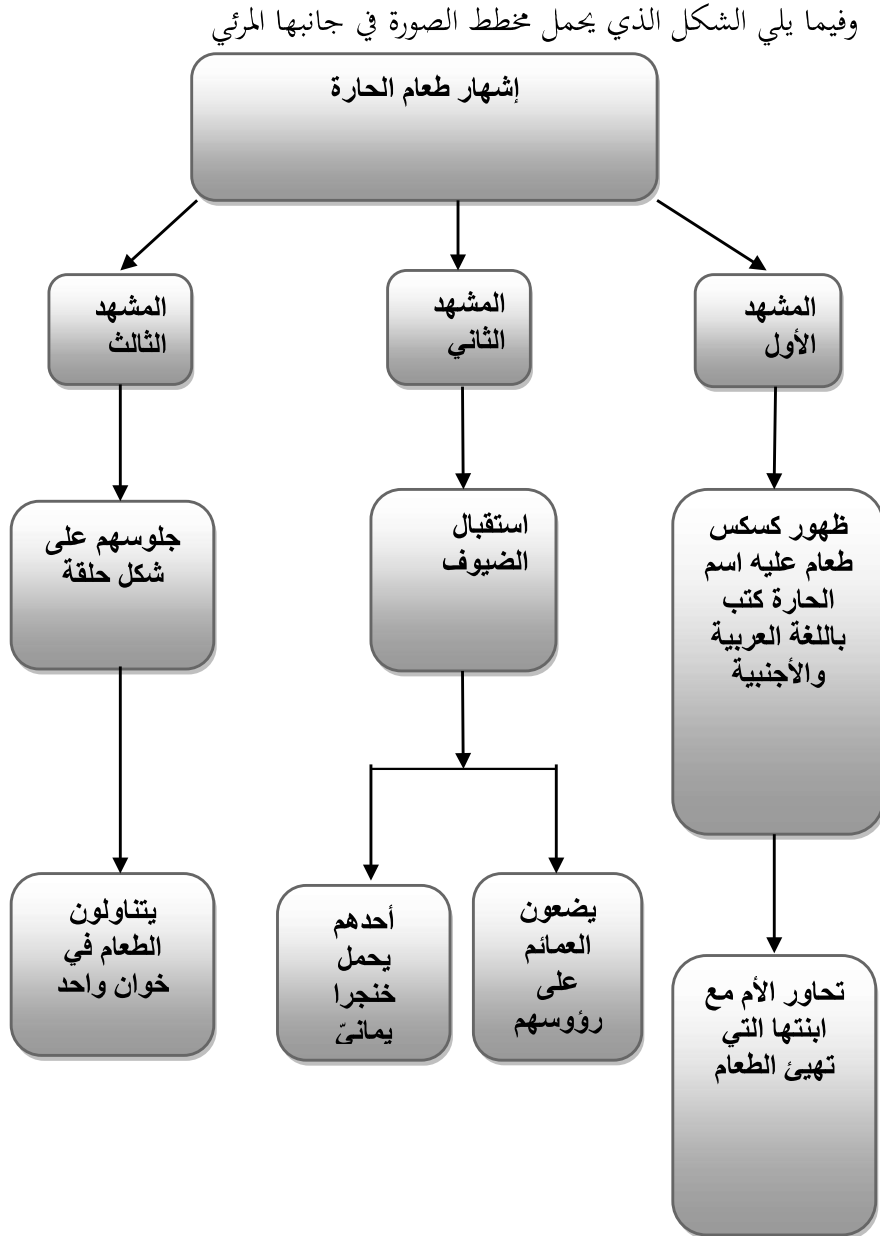 وفيما يلي الشكل الذي يحمل مخطط الصورة في جانبها المرئي
إشهار طعام الحارة
المشهد
الأول
المشهد
الثاني
المشهد
الثالث
ظهور كسكس
طعام عليه اسم
الحارة كتب
باللغة العربية
والأجنبية
استقبال
الضيوف
جلوسهم على
شكل حلقة
تحاور الأم مع
ابنتها التي
تهيئ الطعام
يضعون
العمائم
على
رؤوسهم
أحدهم
يحمل
خنجرا
يمانيّ
يتناولون
الطعام في
خوان واحد